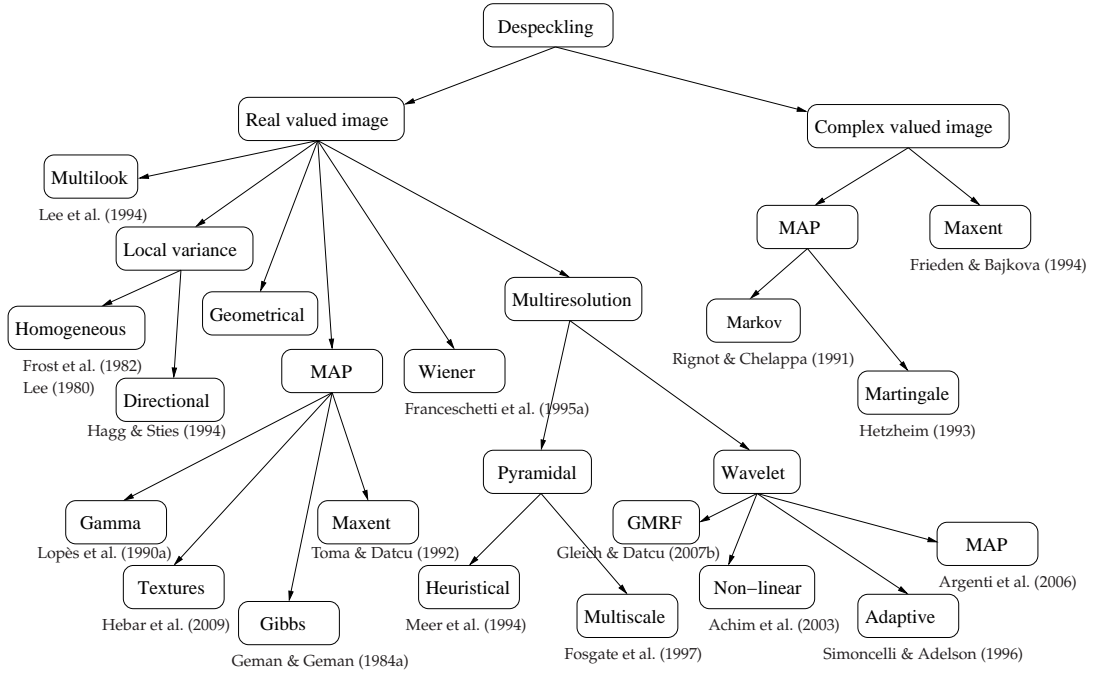 Despeckling
Real valued image
Complex valued image
Multilook
Lee et al. (1994)
Local variance
MAP
Maxent
Frieden & Bajkova (1994)
Homogeneous
Frost et al. (1982)
Lee (1980)
Geometrical
Multiresolution
Markov
Rignot & Chelappa (1991)
Directional
Hagg & Sties (1994)
MAP
Wiener
Franceschetti et al. (1995a)
Martingale
Hetzheim (1993)
Pyramidal
Wavelet
Gamma
Lopès et al. (1990a)
Maxent
Toma & Datcu (1992)
GMRF
Gleich & Datcu (2007b)
MAP
Argenti et al. (2006)
Textures
Hebar et al. (2009)
Gibbs
Geman & Geman (1984a)
Heuristical
Meer et al. (1994)
Multiscale
Fosgate et al. (1997)
Non−linear
Achim et al. (2003)
Adaptive
Simoncelli & Adelson (1996)